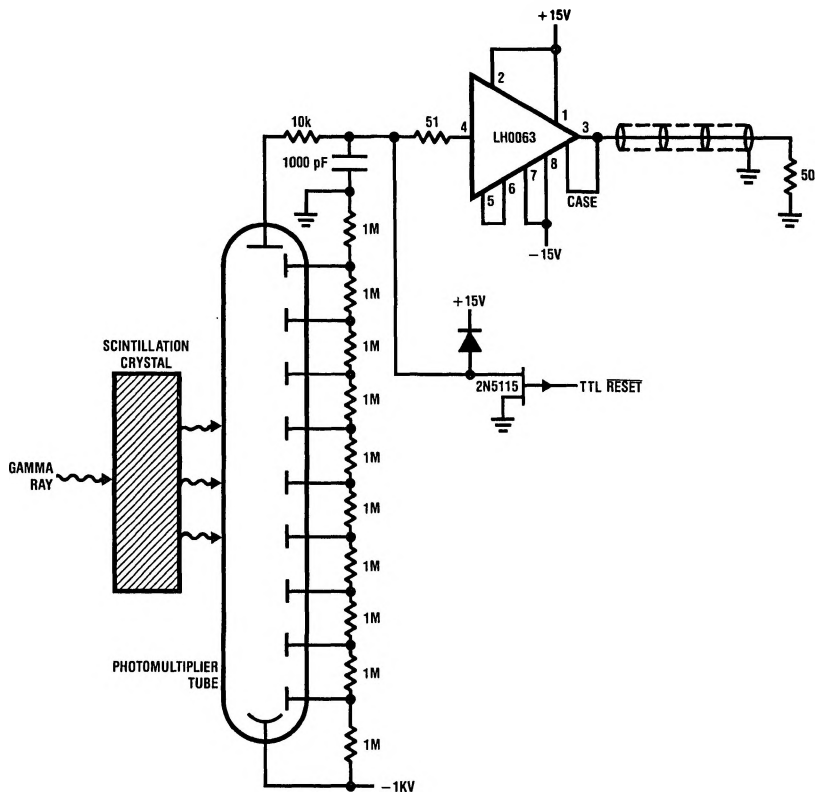 +15V
2
1
10k
51
4
LH0063
3
8
7
6
5
CASE
50
1000 pF
-15V
1M
1M
+15V
1M
SCINTILLATION
CRYSTAL
2N5115
TTL R̅E̅S̅E̅T̅
1M
1M
GAMMA
RAY
1M
1M
1M
PHOTOMULTIPLIER
TUBE
1M
1M
-1KV